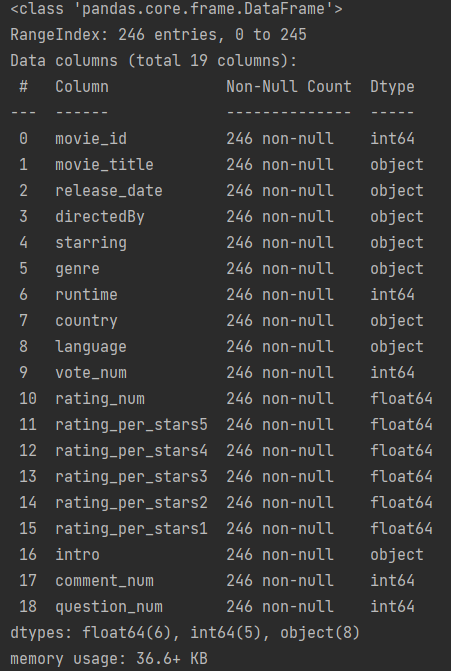 <class 'pandas.core.frame.DataFrame'>
RangeIndex: 246 entries, 0 to 245
Data columns (total 19 columns):
 #   Column             Non-Null Count  Dtype
---  ------             --------------  -----
 0   movie_id           246 non-null    int64
 1   movie_title        246 non-null    object
 2   release_date       246 non-null    object
 3   directedBy         246 non-null    object
 4   starring           246 non-null    object
 5   genre              246 non-null    object
 6   runtime            246 non-null    int64
 7   country            246 non-null    object
 8   language           246 non-null    object
 9   vote_num           246 non-null    int64
 10  rating_num         246 non-null    float64
 11  rating_per_stars5  246 non-null    float64
 12  rating_per_stars4  246 non-null    float64
 13  rating_per_stars3  246 non-null    float64
 14  rating_per_stars2  246 non-null    float64
 15  rating_per_stars1  246 non-null    float64
 16  intro              246 non-null    object
 17  comment_num        246 non-null    int64
 18  question_num       246 non-null    int64
dtypes: float64(6), int64(5), object(8)
memory usage: 36.6+ KB